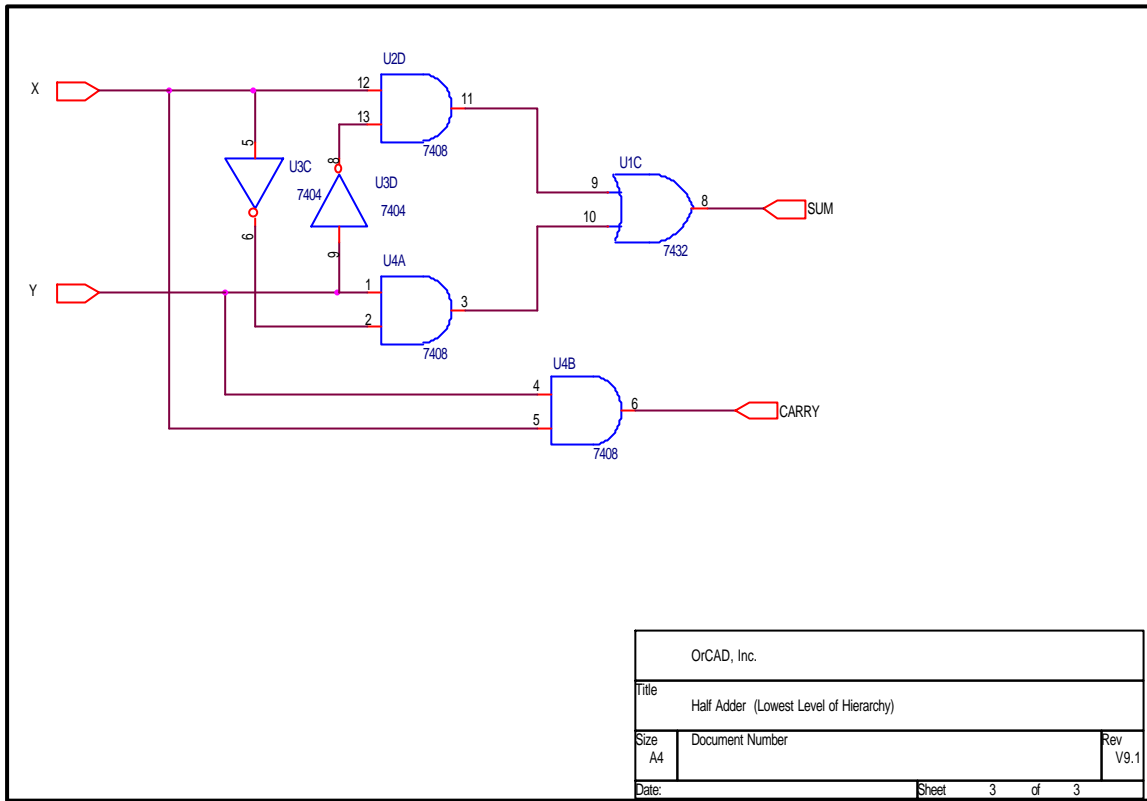 U2D
X
12
11
13
7408
5
8
U3C
U3D
7404
7404
U1C
9
8
SUM
10
7432
6
9
U4A
Y
1
3
2
7408
U4B
4
6
CARRY
5
7408
OrCAD, Inc.
Title
Half Adder (Lowest Level of Hierarchy)
Size
Document Number
Rev
A4
V9.1
Date:
Sheet 3 of 3